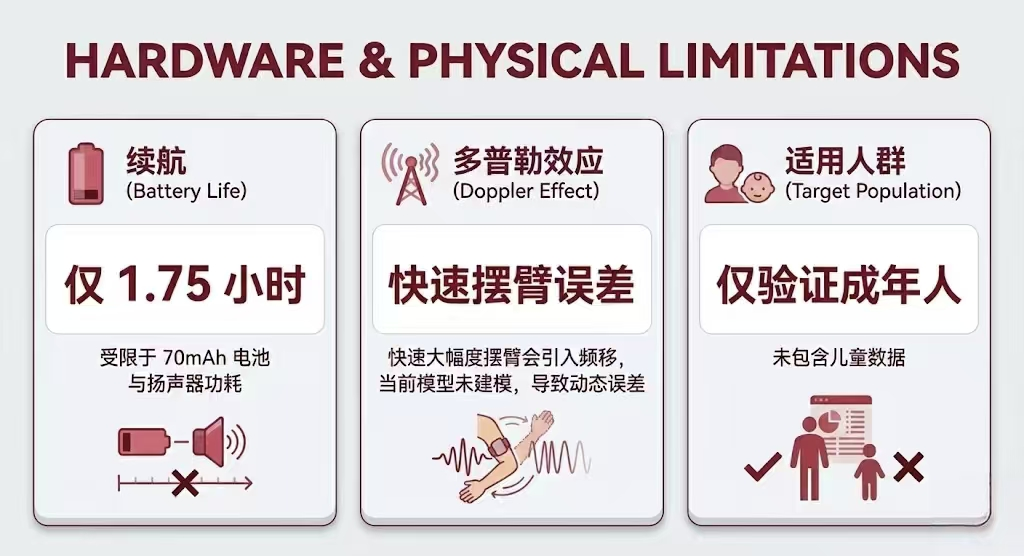 HARDWARE & PHYSICAL LIMITATIONS
续航
(Battery Life)
仅 1.75 小时
受限于 70mAh 电池
与扬声器功耗
多普勒效应
(Doppler Effect)
快速摆臂误差
快速大幅度摆臂会引入频移，
当前模型未建模，导致动态误差
适用人群
(Target Population)
仅验证成年人
未包含儿童数据